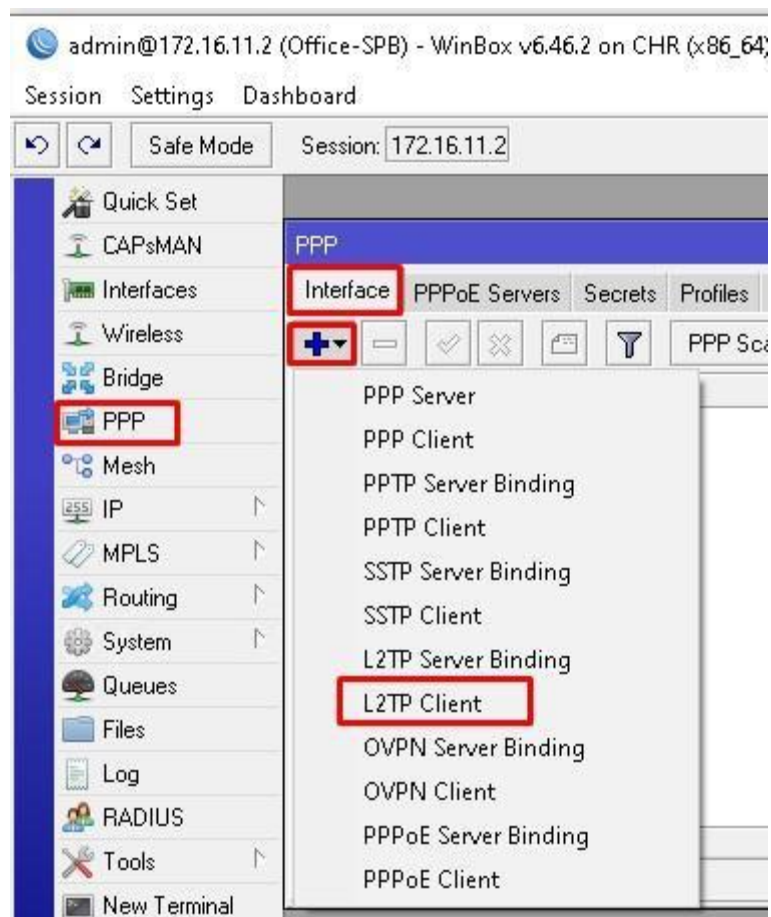 admin@172.16.11.2 (Office-SPB) - WinBox v6.46.2 on CHR (x86_64)
Session Settings Dashboard
Safe Mode Session: 172.16.11.2
Quick Set
CAPsMAN
Interfaces
Wireless
Bridge
PPP
Mesh
255 IP
MPLS
Routing
System
Queues
Files
Log
RADIUS
Tools
New Terminal
PPP
Interface PPPoE Servers Secrets Profiles
PPP Sca
PPP Server
PPP Client
PPTP Server Binding
PPTP Client
SSTP Server Binding
SSTP Client
L2TP Server Binding
L2TP Client
OVPN Server Binding
OVPN Client
PPPoE Server Binding
PPPoE Client